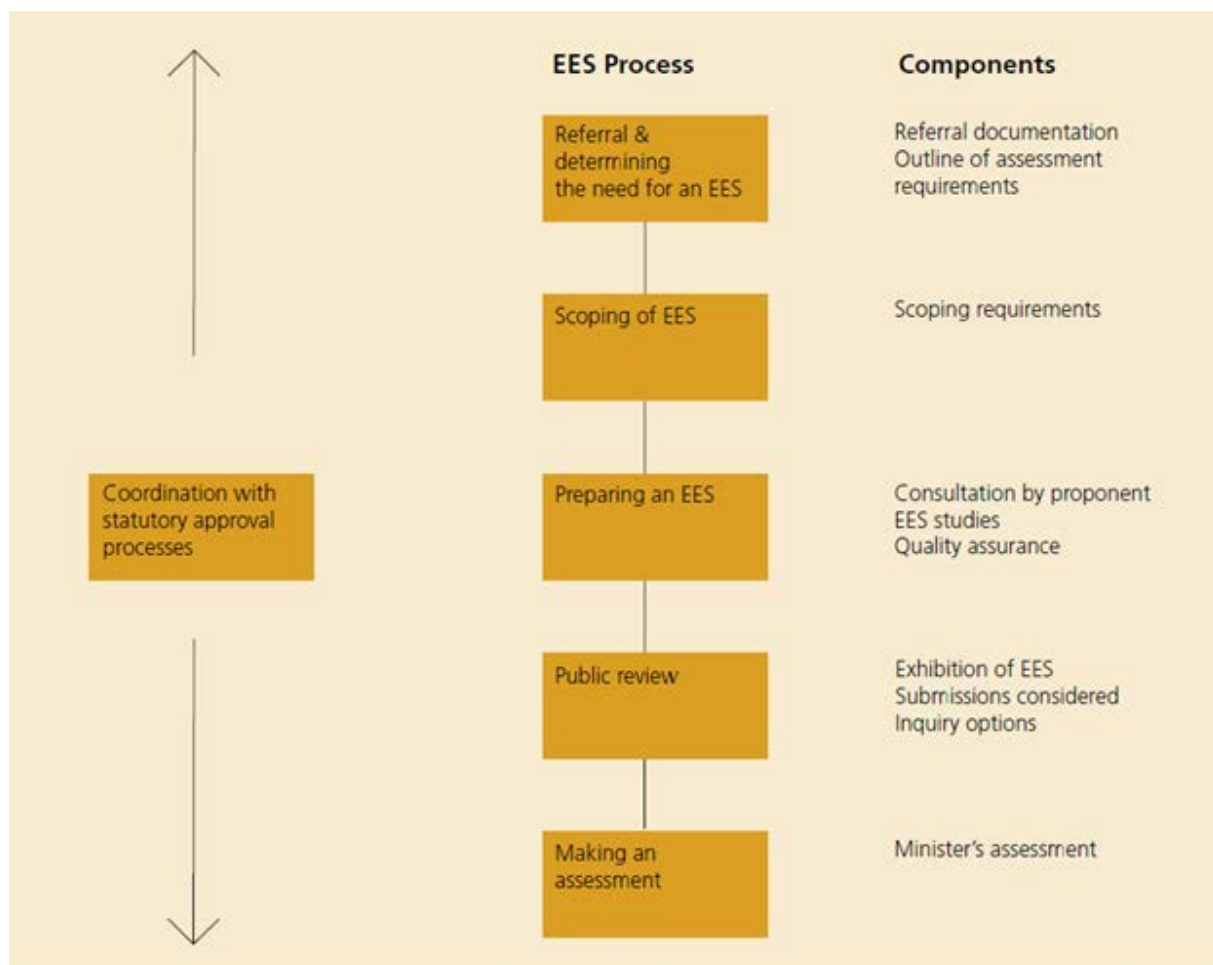 EES Process
Components
Referral &
determining
the need for an EES
Referral documentation
Outline of assessment
requirements
Scoping of EES
Scoping requirements
Coordination with
statutory approval
processes
Preparing an EES
Consultation by proponent
EES studies
Quality assurance
Public review
Exhibition of EES
Submissions considered
Inquiry options
Making an
assessment
Minister’s assessment